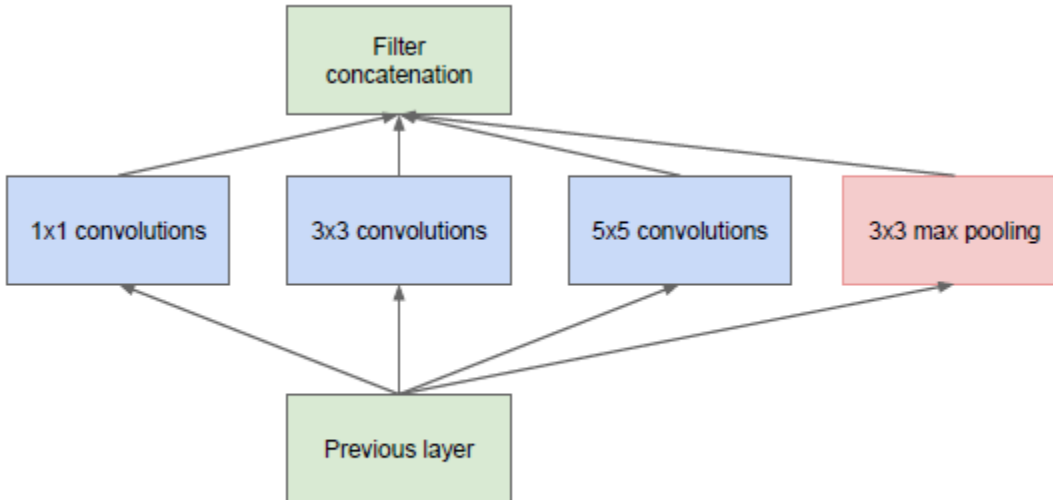 Filter
concatenation
1x1 convolutions
3x3 convolutions
5x5 convolutions
3x3 max pooling
Previous layer